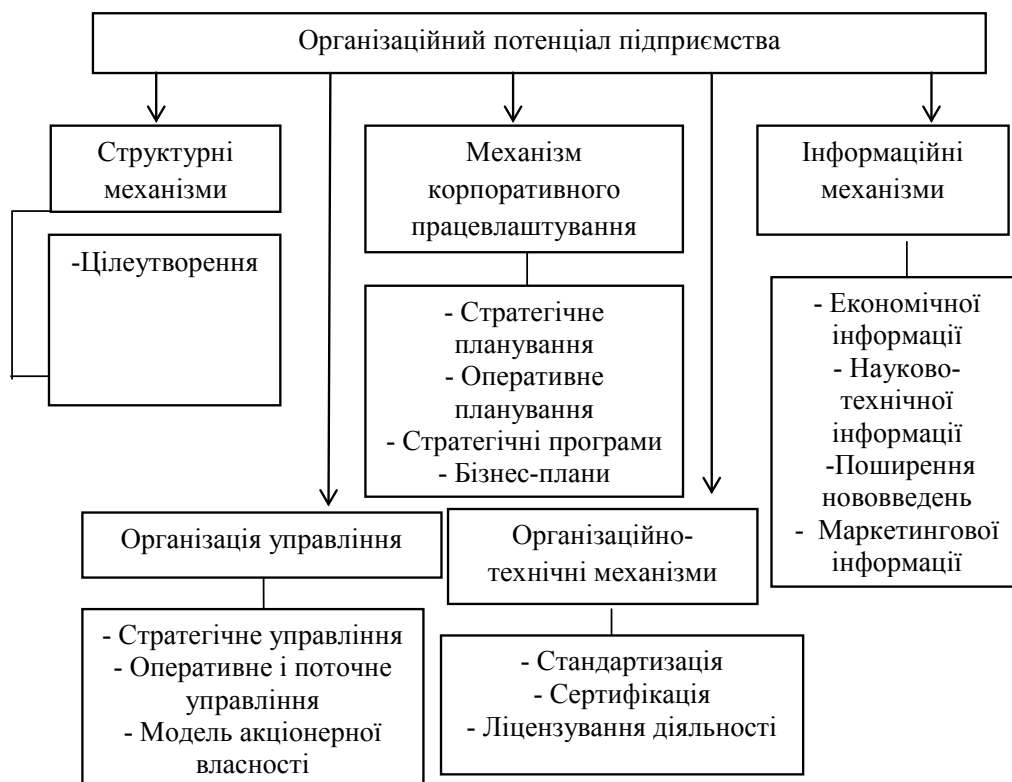 Організаційний потенціал підприємства
Структурні
механізми
-Цілеутворення
Механізм
корпоративного
працевлаштування
- Стратегічне
планування
- Оперативне
планування
- Стратегічні програми
- Бізнес-плани
Інформаційні
механізми
- Економічної
інформації
- Науково-
технічної
інформації
-Поширення
нововведень
- Маркетингової
інформації
Організація управління
- Стратегічне управління
- Оперативне і поточне
управління
- Модель акціонерної
власності
Організаційно-
технічні механізми
- Стандартизація
- Сертифікація
- Ліцензування діяльності